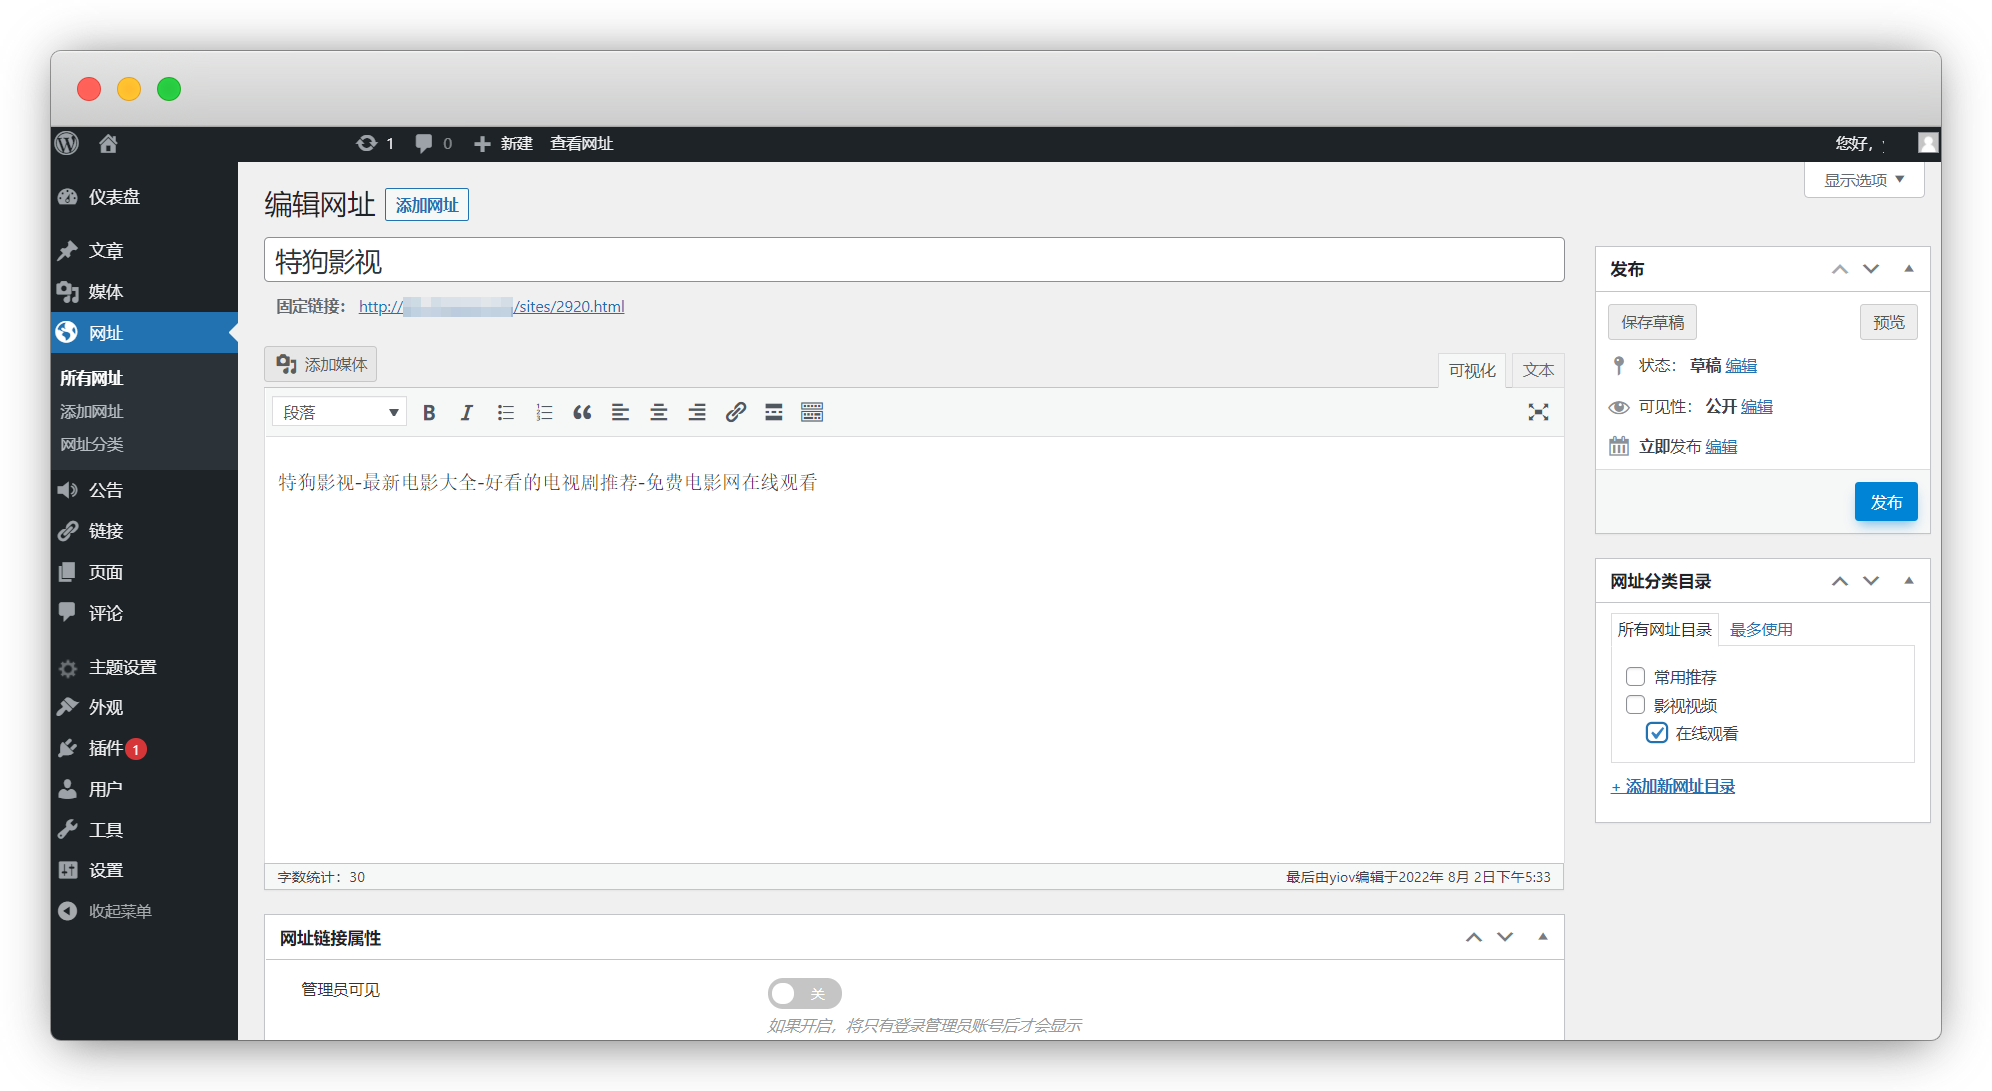 1
0
新建
查看网址
您好,
显示选项
仪表盘
文章
媒体
网址
所有网址
添加网址
网址分类
公告
链接
页面
评论
主题设置
外观
插件 1
用户
工具
设置
收起菜单
编辑网址
添加网址
特狗影视
固定链接：
http://
/sites/2920.html
添加媒体
可视化
文本
段落
B
I
特狗影视-最新电影大全-好看的电视剧推荐-免费电影网在线观看
字数统计：30
最后由yiov编辑于2022年 8月 2日下午5:33
网址链接属性
管理员可见
关
如果开启，将只有登录管理员账号后才会显示
发布
保存草稿
预览
状态： 草稿 编辑
可见性： 公开 编辑
立即发布 编辑
发布
网址分类目录
所有网址目录
最多使用
常用推荐
影视视频
在线观看
+ 添加新网址目录